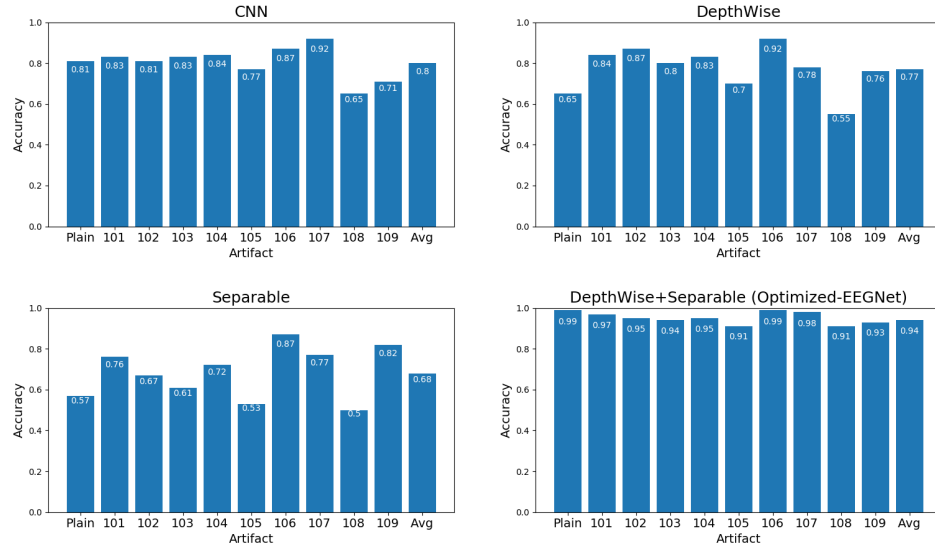 CNN
Accuracy
1.0
0.8
0.6
0.4
0.2
0.0
0.81 0.83 0.81 0.83 0.84 0.77 0.87 0.92 0.65 0.71 0.8
Plain 101 102 103 104 105 106 107 108 109 Avg
Artifact
DepthWise
Accuracy
1.0
0.8
0.6
0.4
0.2
0.0
0.65 0.84 0.87 0.8 0.83 0.7 0.92 0.78 0.55 0.76 0.77
Plain 101 102 103 104 105 106 107 108 109 Avg
Artifact
Separable
Accuracy
1.0
0.8
0.6
0.4
0.2
0.0
0.57 0.76 0.67 0.61 0.72 0.53 0.87 0.77 0.5 0.82 0.68
Plain 101 102 103 104 105 106 107 108 109 Avg
Artifact
DepthWise+Separable (Optimized-EEGNet)
Accuracy
1.0
0.8
0.6
0.4
0.2
0.0
0.99 0.97 0.95 0.94 0.95 0.91 0.99 0.98 0.91 0.93 0.94
Plain 101 102 103 104 105 106 107 108 109 Avg
Artifact